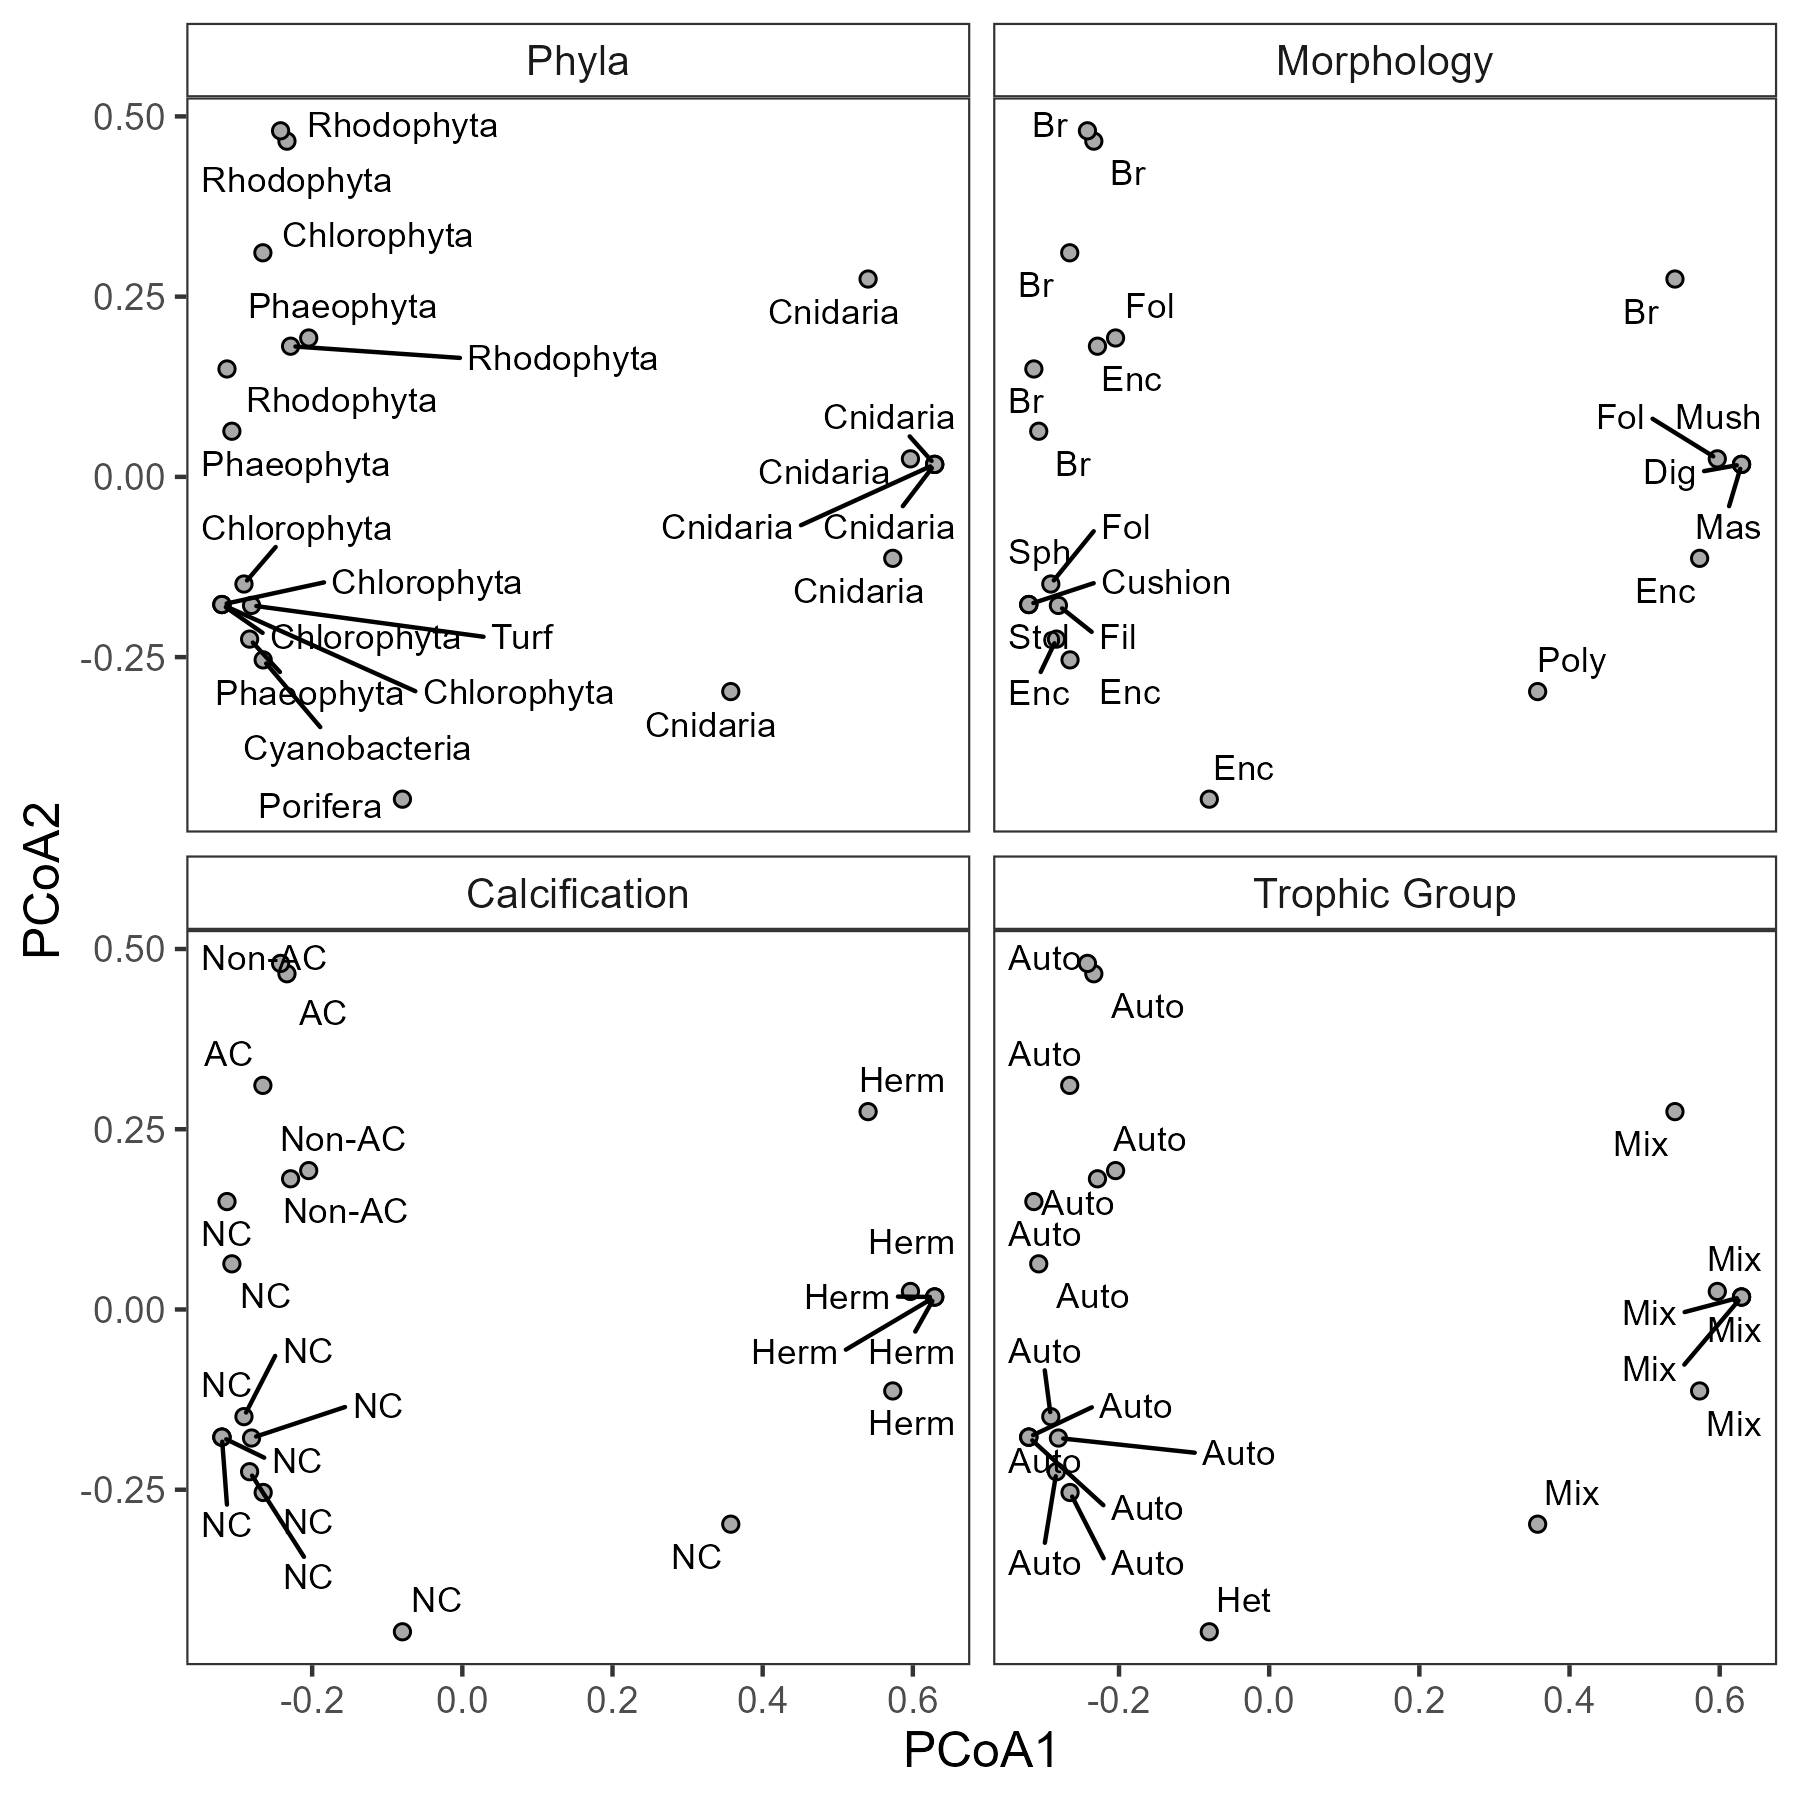 Phyla
Morphology
0.50
Rhodophyta
Rhodophyta
Chlorophyta
0.25
Phaeophyta
Cnidaria
Rhodophyta
Rhodophyta
Cnidaria
Phaeophyta
Cnidaria
0.00
Chlorophyta
Cnidaria
Cnidaria
Chlorophyta
Cnidaria
Chlorophyta
Turf
-0.25
Phaeophyta
Chlorophyta
Cnidaria
Cyanobacteria
Porifera
Br
Br
Br
Fol
Br
Enc
Br
Fol
Mush
Br
Dig
Fol
Mas
Sph
Cushion
Enc
Stol
Fil
Poly
Enc
Enc
Enc
PCoA2
Calcification
Trophic Group
0.50
Non-AC
AC
AC
Herm
0.25
Non-AC
Non-AC
NC
Herm
NC
Herm
0.00
NC
Herm
Herm
NC
NC
Herm
NC
-0.25
NC
NC
NC
NC
NC
Auto
Auto
Auto
Auto
Mix
Auto
Auto
Mix
Auto
Mix
Mix
Auto
Mix
Auto
Mix
Auto
Auto
Auto
Mix
Auto
Auto
Het
-0.2
0.0
0.2
0.4
0.6
-0.2
0.0
0.2
0.4
0.6
PCoA1